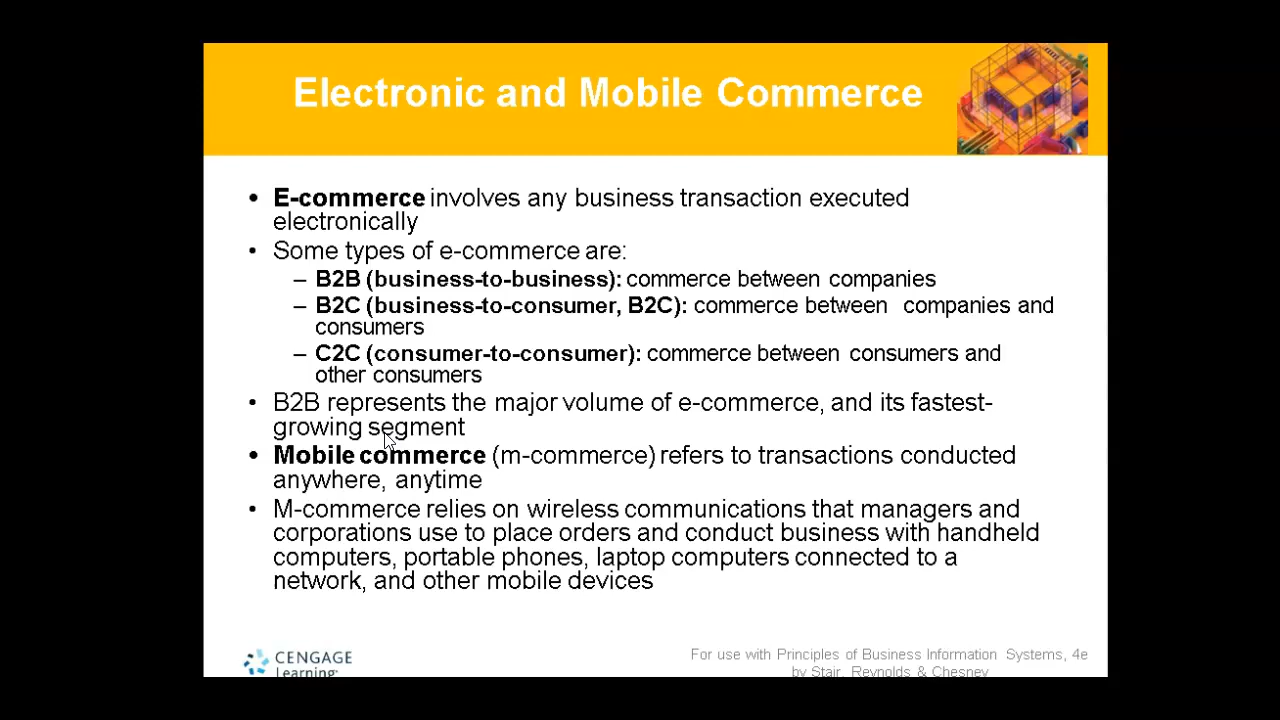 Electronic and Mobile Commerce
• E-commerce involves any business transaction executed
electronically
• Some types of e-commerce are:
– B2B (business-to-business): commerce between companies
– B2C (business-to-consumer, B2C): commerce between companies and
consumers
– C2C (consumer-to-consumer): commerce between consumers and
other consumers
• B2B represents the major volume of e-commerce, and its fastest-
growing segment
• Mobile commerce (m-commerce) refers to transactions conducted
anywhere, anytime
• M-commerce relies on wireless communications that managers and
corporations use to place orders and conduct business with handheld
computers, portable phones, laptop computers connected to a
network, and other mobile devices
CENGAGE
Learning
For use with Principles of Business Information Systems, 4e
by Stair, Reynolds & Chesney